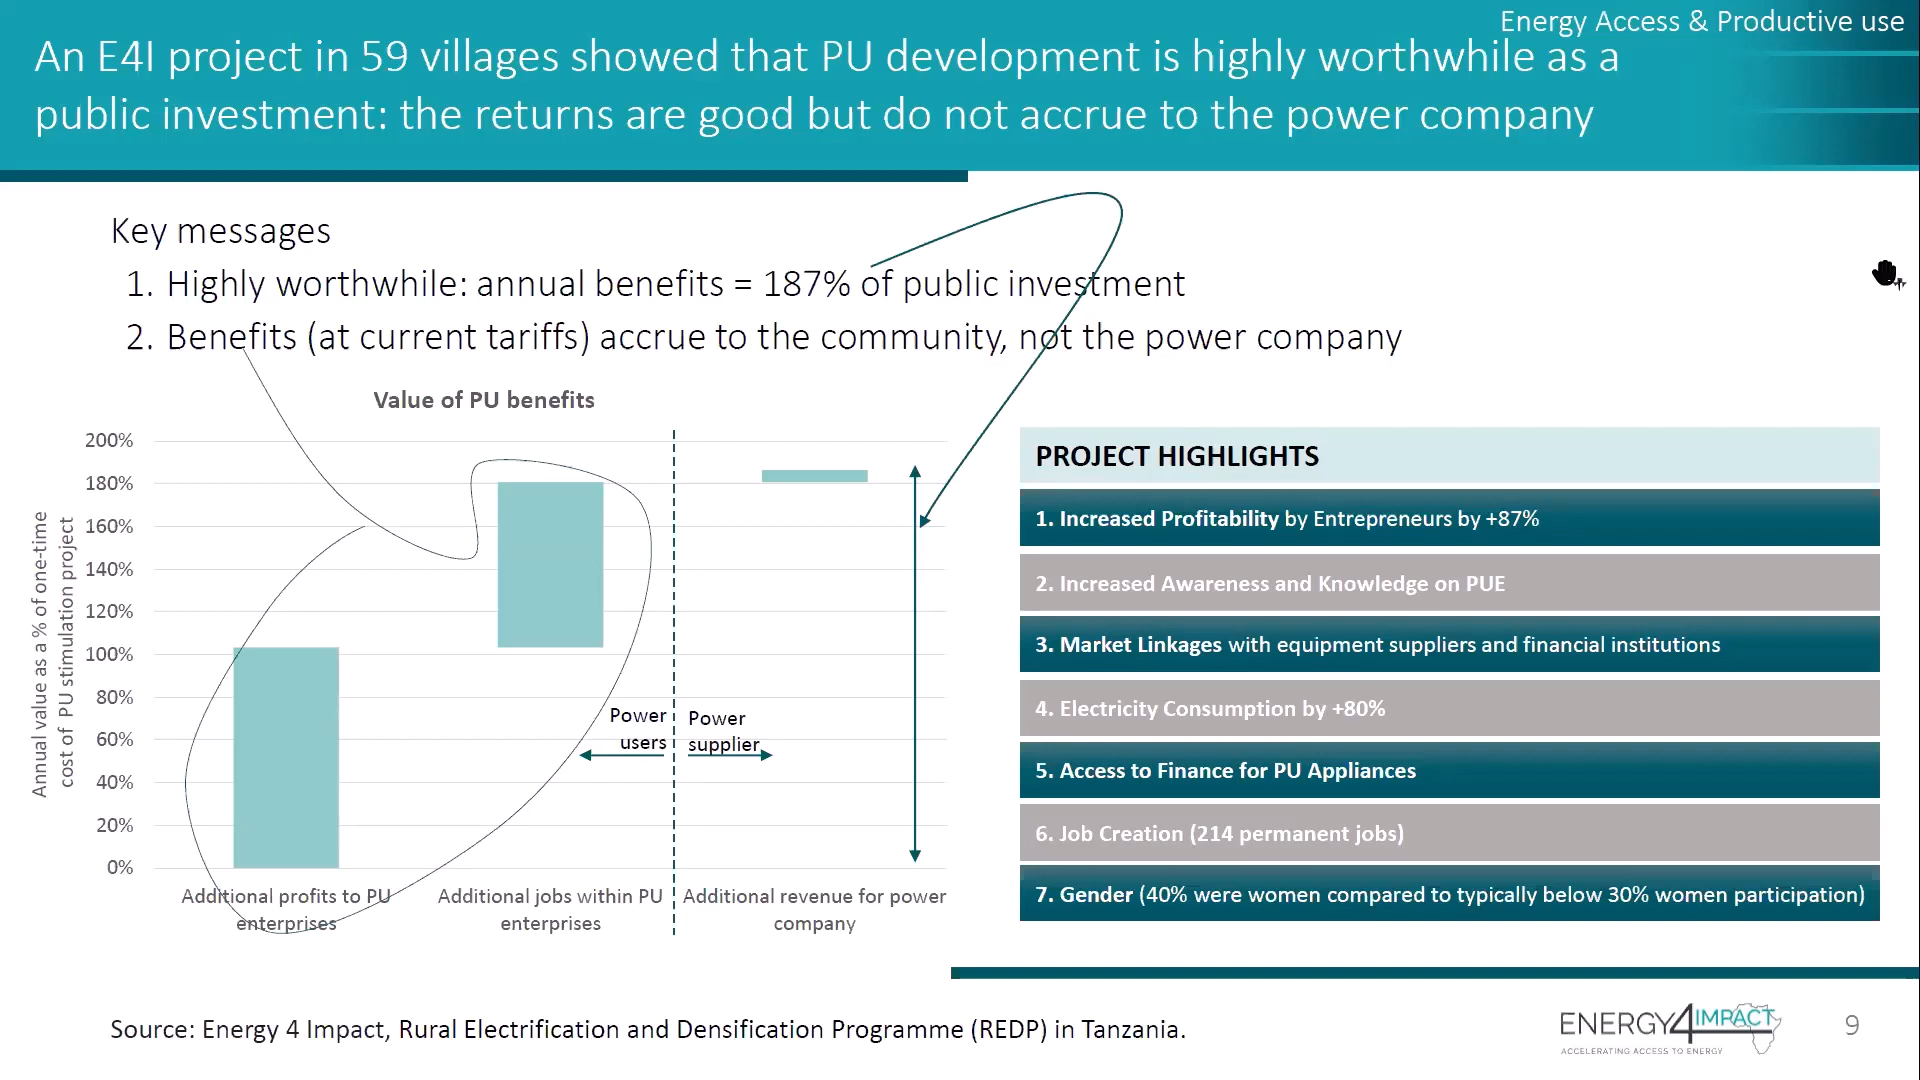 Energy Access & Productive use
An E4I project in 59 villages showed that PU development is highly worthwhile as a
public investment: the returns are good but do not accrue to the power company
Key messages
1. Highly worthwhile: annual benefits = 187% of public investment
2. Benefits (at current tariffs) accrue to the community, not the power company
Value of PU benefits
Annual value as a % of one-time
cost of PU stimulation project
200%
180%
160%
140%
120%
100%
80%
60%
40%
20%
0%
Power
users
Power
supplier
Additional profits to PU
enterprises
Additional jobs within PU
enterprises
Additional revenue for power
company
PROJECT HIGHLIGHTS
1. Increased Profitability by Entrepreneurs by +87%
2. Increased Awareness and Knowledge on PUE
3. Market Linkages with equipment suppliers and financial institutions
4. Electricity Consumption by +80%
5. Access to Finance for PU Appliances
6. Job Creation (214 permanent jobs)
7. Gender (40% were women compared to typically below 30% women participation)
Source: Energy 4 Impact, Rural Electrification and Densification Programme (REDP) in Tanzania.
ENERGY4IMPACT
ACCELERATING ACCESS TO ENERGY
9